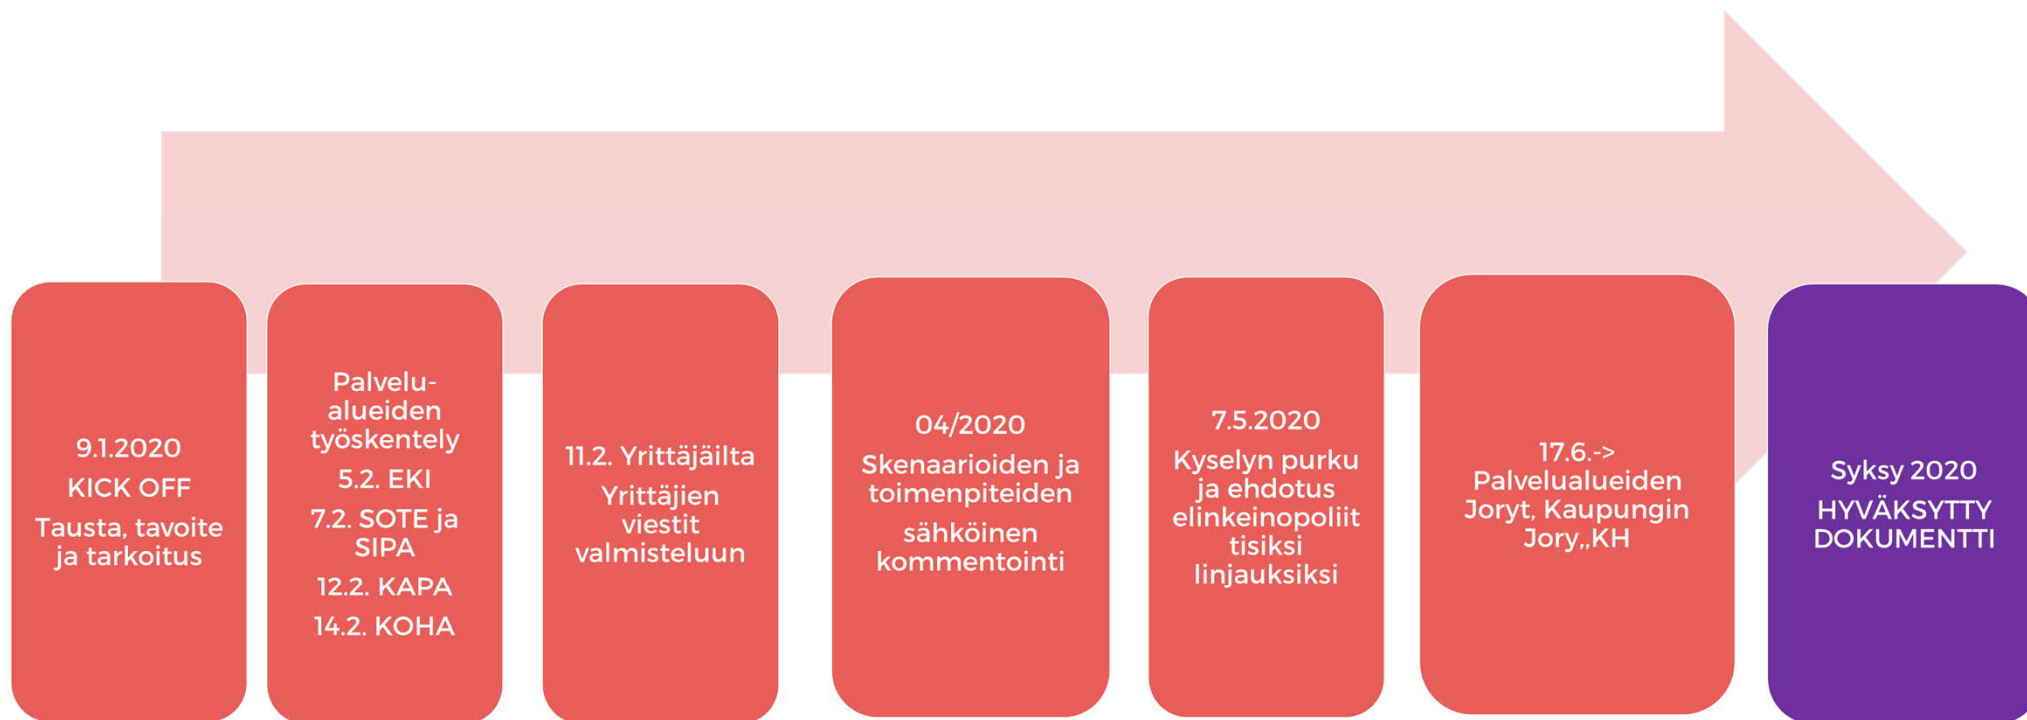 9.1.2020
KICK OFF
Tausta, tavoite
ja tarkoitus
Palvelu-
alueiden
työskentely
5.2. EKI
7.2. SOTE ja
SIPA
12.2. KAPA
14.2. KOHA
11.2. Yrittäjäilta
Yrittäjien
viestit
valmisteluun
04/2020
Skenaarioiden ja
toimenpiteiden
sähköinen
kommentointi
7.5.2020
Kyselyn purku
ja ehdotus
elinkeinopoliit
tisiksi
linjauksiksi
17.6.->
Palvelualueiden
Joryt, Kaupungin
Jory,,KH
Syksy 2020
HYVÄKSYTTY
DOKUMENTTI